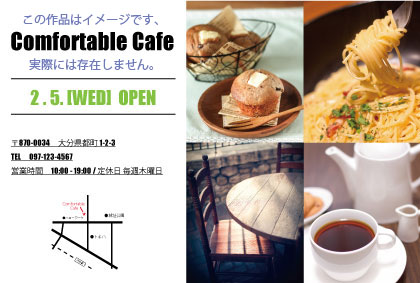 この作品はイメージです、
Comfortable Cafe
実際には存在しません。
2 . 5. [WED]  OPEN
〒870-0034　大分県都町1-2-3
TEL　097-123-4567
営業時間　10:00 - 19:00 / 定休日 毎週木曜日
Comfortable
Cafe